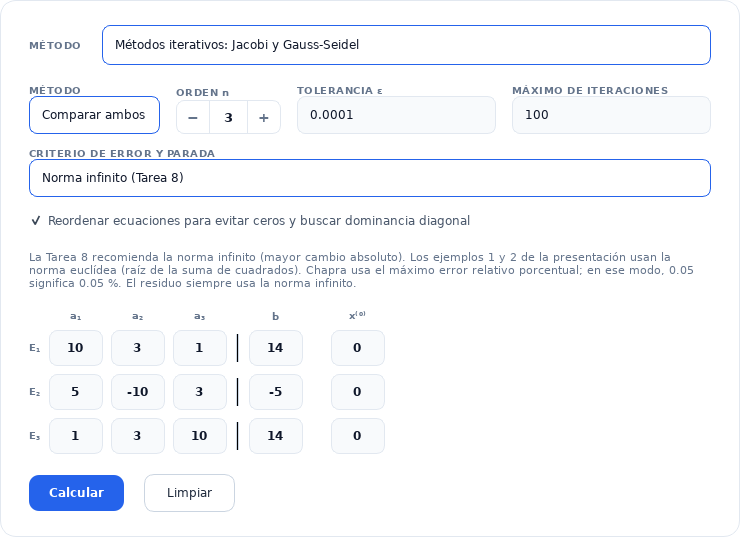 MÉTODO
Métodos iterativos: Jacobi y Gauss-Seidel
MÉTODO ORDEN n TOLERANCIA ε MÁXIMO DE ITERACIONES
Comparar ambos − 3 + 0.0001 100
CRITERIO DE ERROR Y PARADA
Norma infinito (Tarea 8)
✓ Reordenar ecuaciones para evitar ceros y buscar dominancia diagonal
La Tarea 8 recomienda la norma infinito (mayor cambio absoluto). Los ejemplos 1 y 2 de la presentación usan la
norma euclídea (raíz de la suma de cuadrados). Chapra usa el máximo error relativo porcentual; en ese modo, 0.05
significa 0.05 %. El residuo siempre usa la norma infinito.
a₁ a₂ a₃ b x⁽⁰⁾
E₁ 10 3 1 14 0
E₂ 5 -10 3 -5 0
E₃ 1 3 10 14 0
Calcular Limpiar